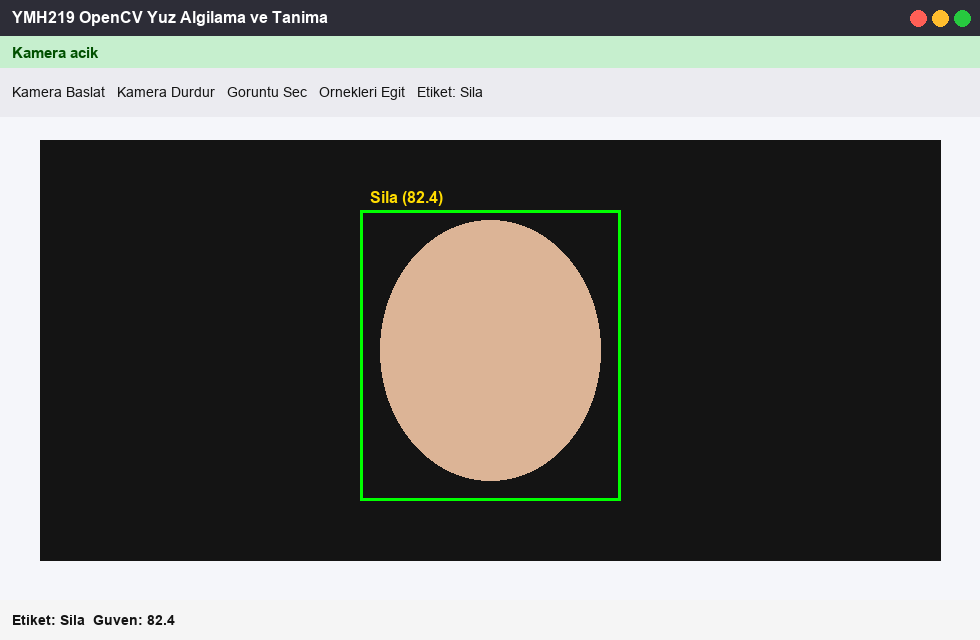 YMH219 OpenCV Yuz Algilama ve Tanima
Kamera acik
Kamera Baslat Kamera Durdur Goruntu Sec Ornekleri Egit Etiket: Sila
Sila (82.4)
Etiket: Sila Guven: 82.4